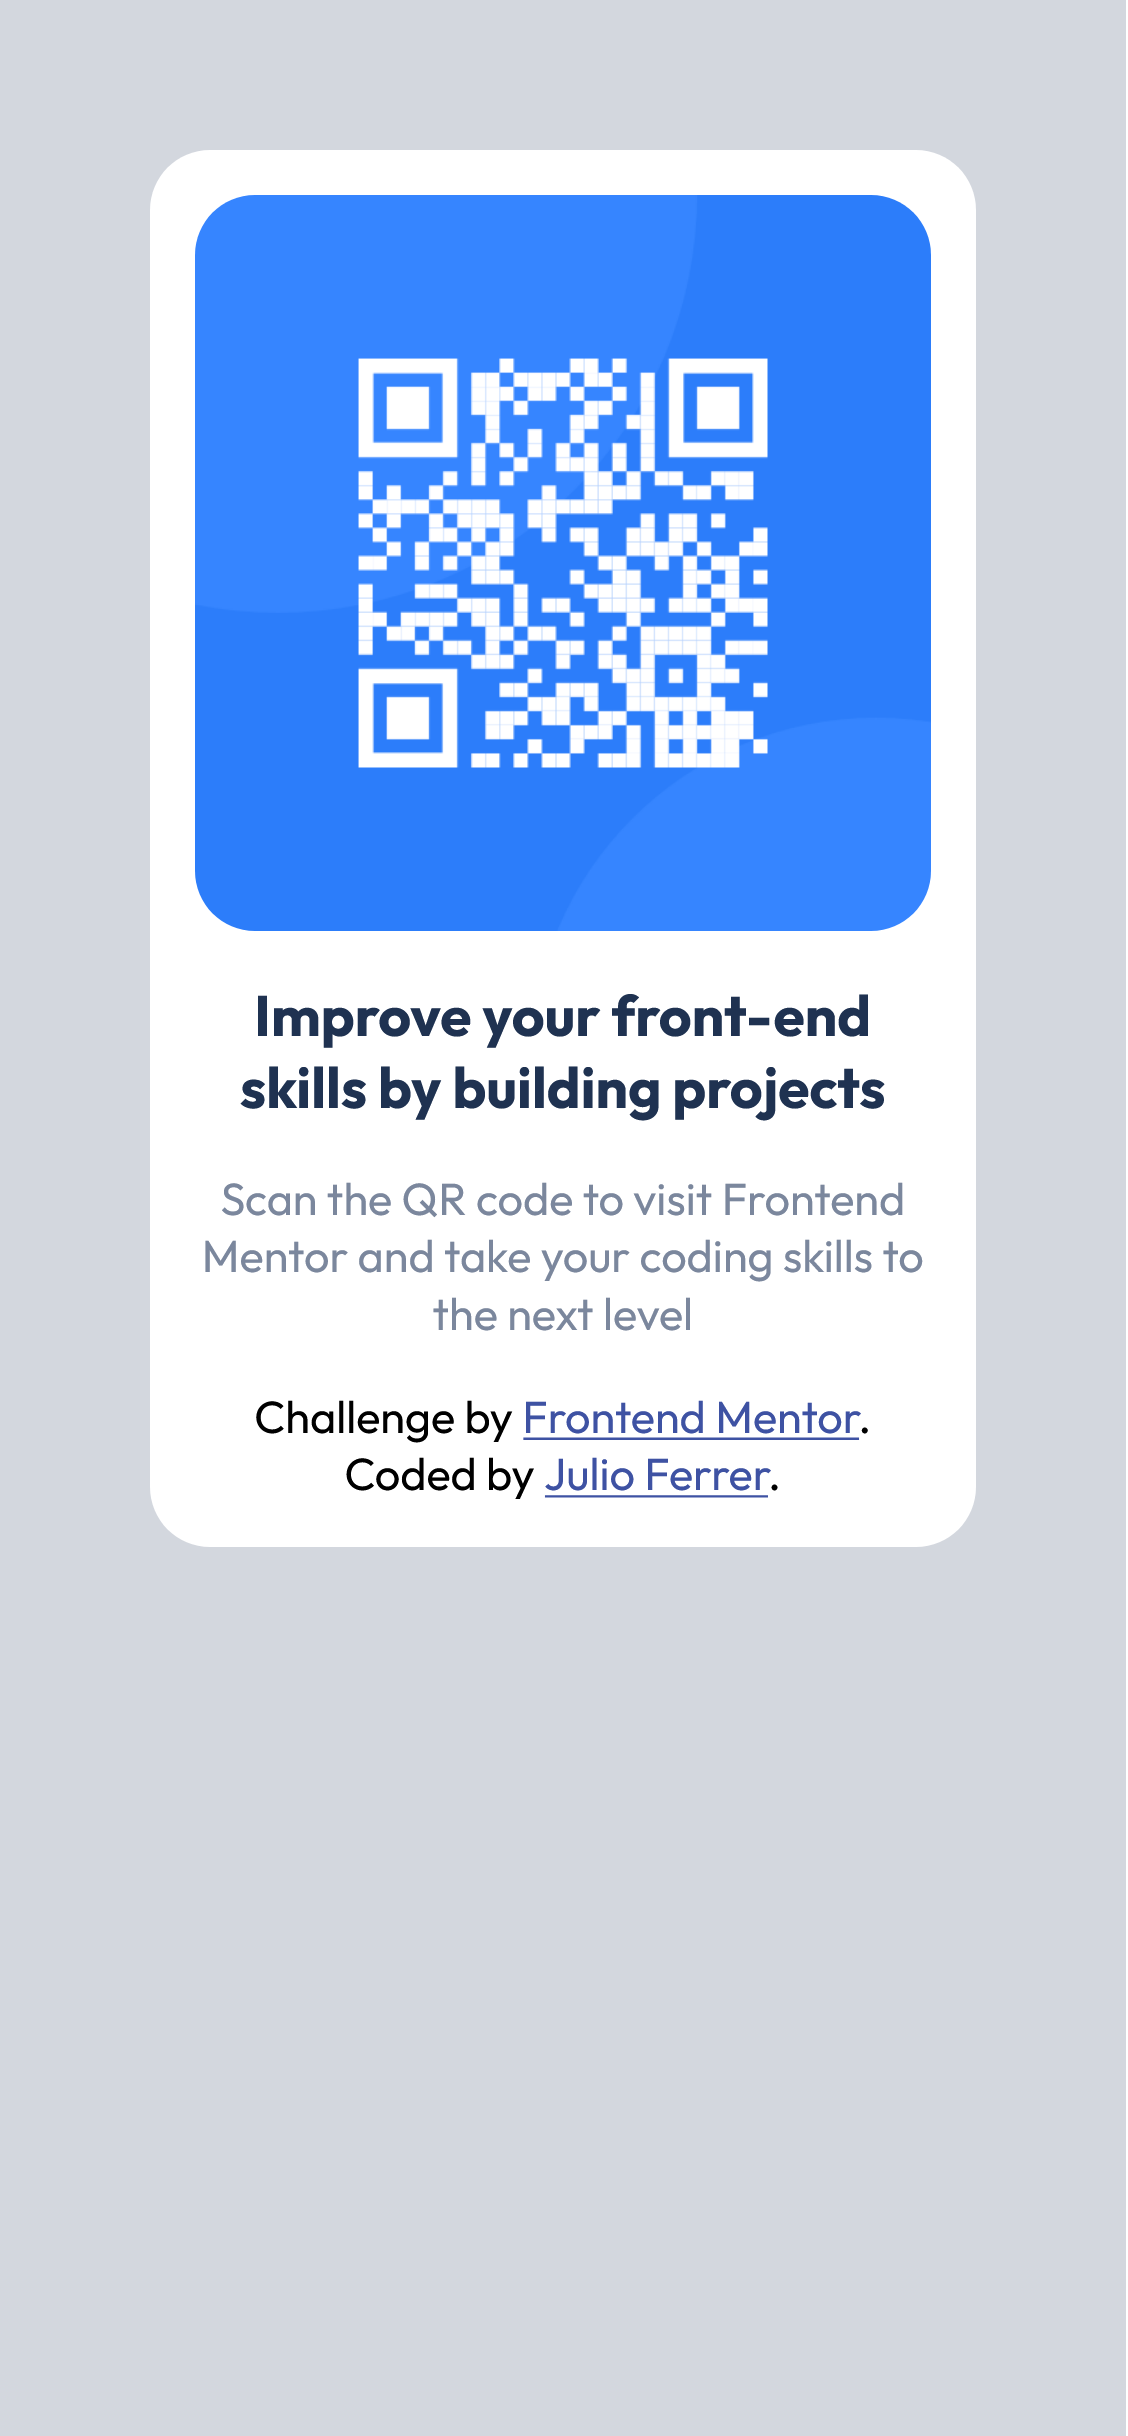 Improve your front-end
skills by building projects
Scan the QR code to visit Frontend
Mentor and take your coding skills to
the next level
Challenge by Frontend Mentor.
Coded by Julio Ferrer.